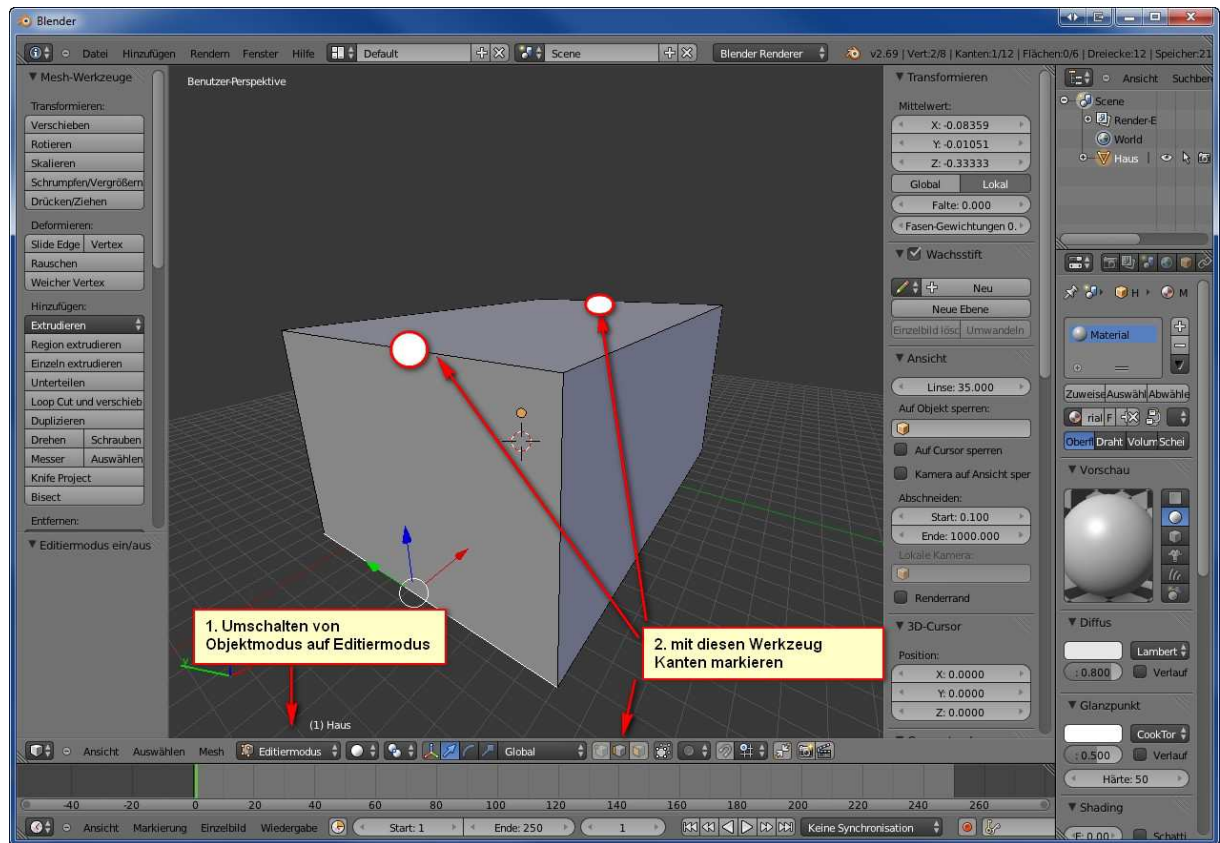 Blender
Datei Hinzufügen Rendern Fenster Hilfe Default Scene Blender Renderer v2.69 | Vert:2/8 | Kanten:1/12 | Flächen:0/6 | Dreiecke:12 | Speicher:21
Mesh-Werkzeuge
Transformieren:
Verschieben
Rotieren
Skalieren
Schrumpfen/Vergrößern
Drücken/Ziehen
Deformieren:
Slide Edge Vertex
Rauschen
Weicher Vertex
Hinzufügen:
Extrudieren
Region extrudieren
Einzeln extrudieren
Unterteilen
Loop Cut und verschieb
Duplizieren
Drehen Schrauben
Messer Auswählen
Knife Project
Bisect
Entfernen:
Editiermodus ein/aus
Benutzer-Perspektive
1. Umschalten von
Objektmodus auf Editiermodus
2. mit diesen Werkzeug
Kanten markieren
(1) Haus
Transformieren
Mittelwert:
X: -0.08359
Y: -0.01051
Z: -0.33333
Global Lokal
Falte: 0.000
Fasen-Gewichtungen 0.
Wachsstift
Neu
Neue Ebene
Einzelbild lösc Umwandeln
Ansicht
Linse: 35.000
Auf Objekt sperren:
Auf Cursor sperren
Kamera auf Ansicht sper
Abschneiden:
Start: 0.100
Ende: 1000.000
Lokale Kamera:
Renderrand
3D-Cursor
Position:
X: 0.0000
Y: 0.0000
Z: 0.0000
Ansicht Suchber
Scene
Render-E
World
Haus
H M
Material
Zuweise Auswähl Abwähle
rial F
Oberfl Draht Volum Schei
Vorschau
Diffus
Lambert
: 0.800 Verlauf
Glanzpunkt
CookTor
: 0.500 Verlauf
Härte: 50
Shading
E: 0.00 Schatti
Ansicht Auswählen Mesh Editiermodus Global
-40 -20 0 20 40 60 80 100 120 140 160 180 200 220 240 260
Ansicht Markierung Einzelbild Wiedergabe Start: 1 Ende: 250 1 Keine Synchronisation